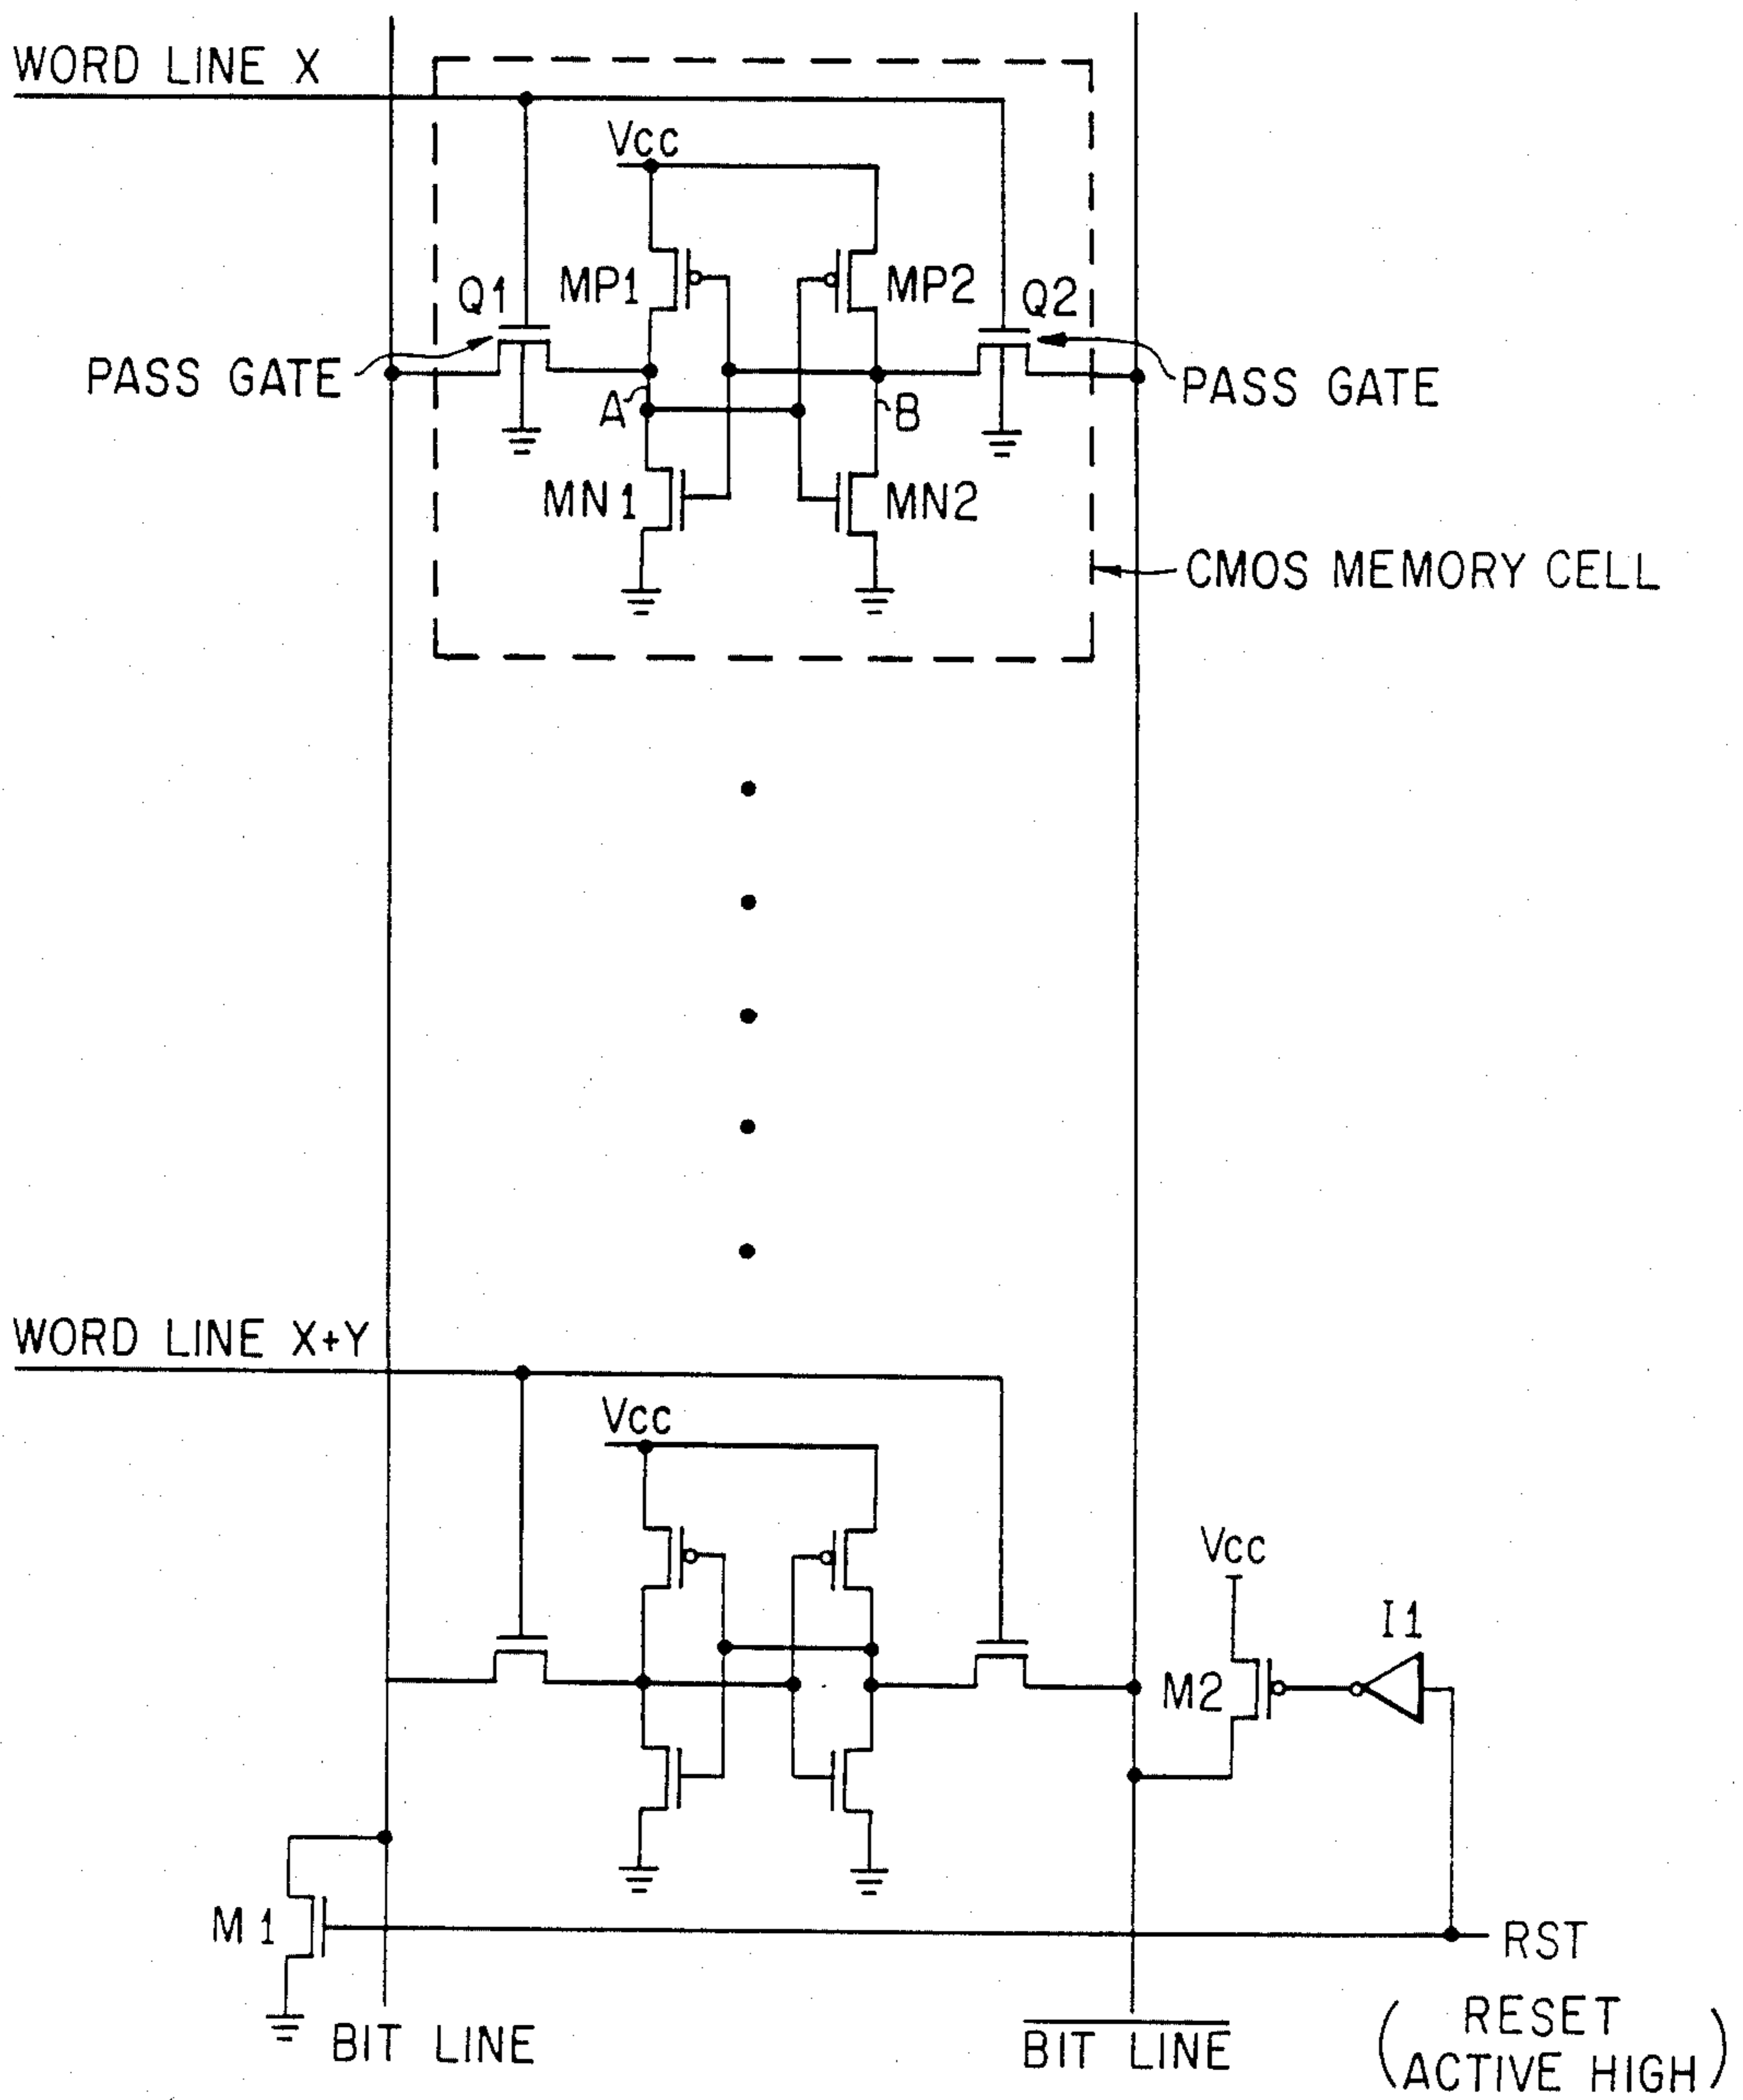 WORD LINE X
Vcc
Q1
MP1
MP2
Q2
PASS GATE
PASS GATE
A
B
MN1
MN2
CMOS MEMORY CELL
WORD LINE X+Y
Vcc
Vcc
I1
M2
M1
RST
BIT LINE
BIT LINE
(RESET
ACTIVE HIGH)